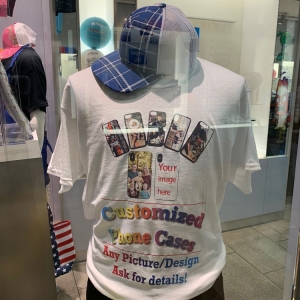 Your
image
here
Customized
Phone Cases
Any Picture/Design
Ask for details!